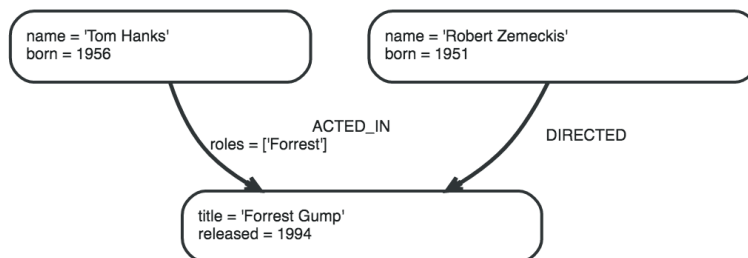 name = 'Tom Hanks'
born = 1956
name = 'Robert Zemeckis'
born = 1951
ACTED_IN
roles = ['Forrest']
DIRECTED
title = 'Forrest Gump'
released = 1994